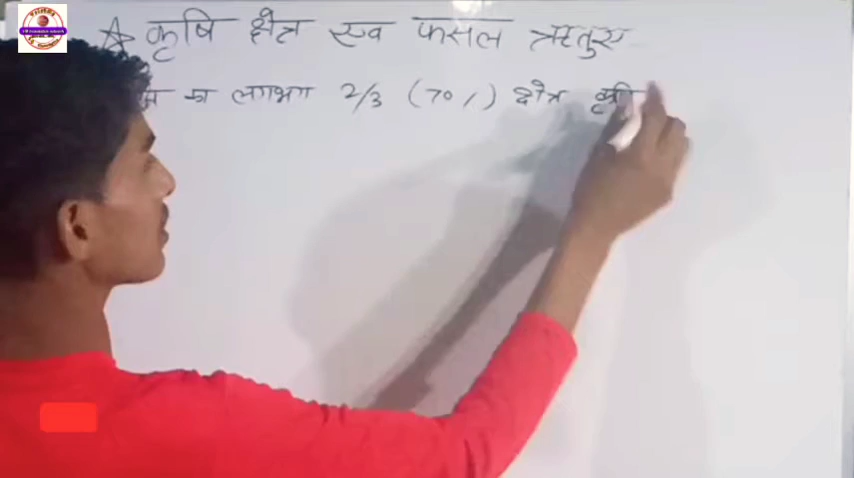 ☆ कृषि क्षेत्र एव फसल ऋतुए
का लगभग 2/3 (70%) क्षेत्र कृषी